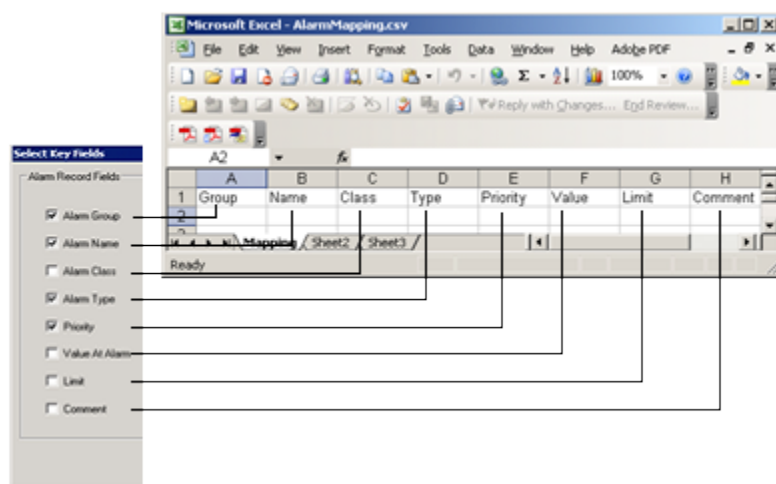 Microsoft Excel - AlarmMapping.csv
File Edit View Insert Format Tools Data Window Help Adobe PDF
100%
Reply with Changes... End Review...
A2 fx
A B C D E F G H
1 Group Name Class Type Priority Value Limit Comment
2
3
Mapping Sheet2 Sheet3
Ready
Select Key Fields
Alarm Record Fields
Alarm Group
Alarm Name
Alarm Class
Alarm Type
Priority
Value At Alarm
Limit
Comment